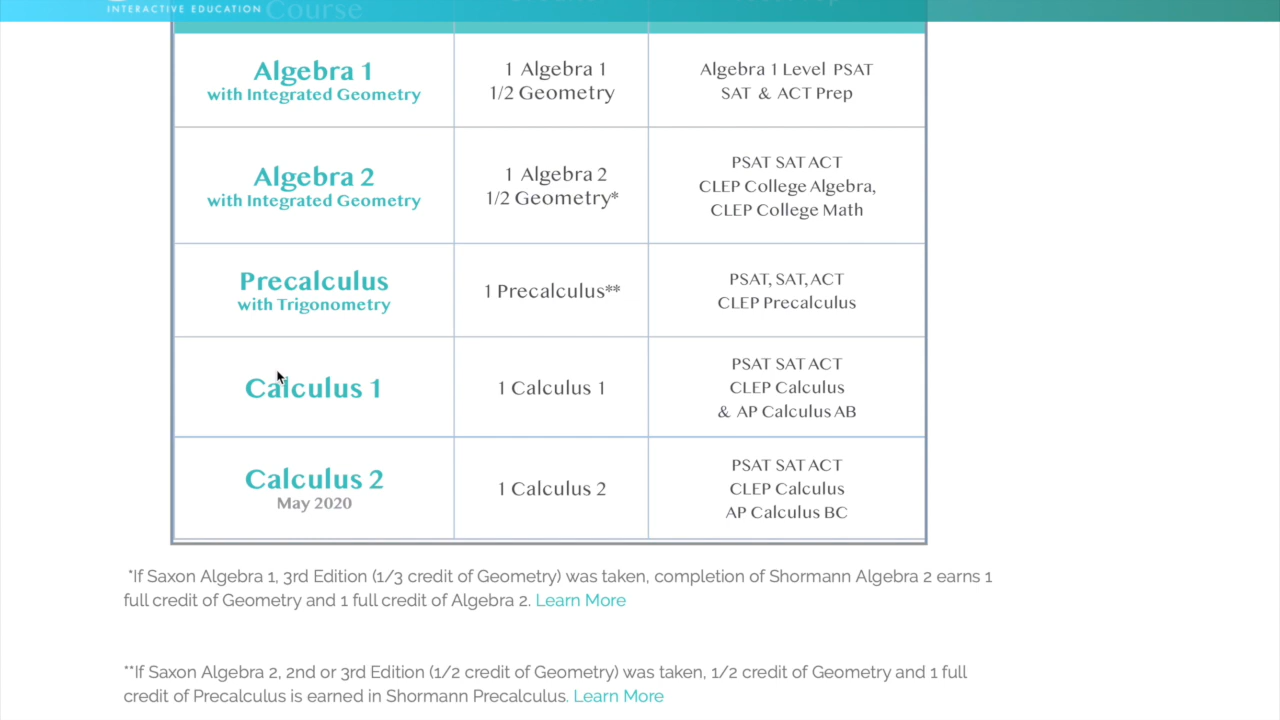 INTERACTIVE EDUCATION
Course
Algebra 1
with Integrated Geometry
1 Algebra 1
1/2 Geometry
Algebra 1 Level PSAT
SAT & ACT Prep
Algebra 2
with Integrated Geometry
1 Algebra 2
1/2 Geometry*
PSAT SAT ACT
CLEP College Algebra,
CLEP College Math
Precalculus
with Trigonometry
1 Precalculus**
PSAT, SAT, ACT
CLEP Precalculus
Calculus 1
1 Calculus 1
PSAT SAT ACT
CLEP Calculus
& AP Calculus AB
Calculus 2
May 2020
1 Calculus 2
PSAT SAT ACT
CLEP Calculus
AP Calculus BC
*If Saxon Algebra 1, 3rd Edition (1/3 credit of Geometry) was taken, completion of Shormann Algebra 2 earns 1
full credit of Geometry and 1 full credit of Algebra 2. Learn More
**If Saxon Algebra 2, 2nd or 3rd Edition (1/2 credit of Geometry) was taken, 1/2 credit of Geometry and 1 full
credit of Precalculus is earned in Shormann Precalculus. Learn More